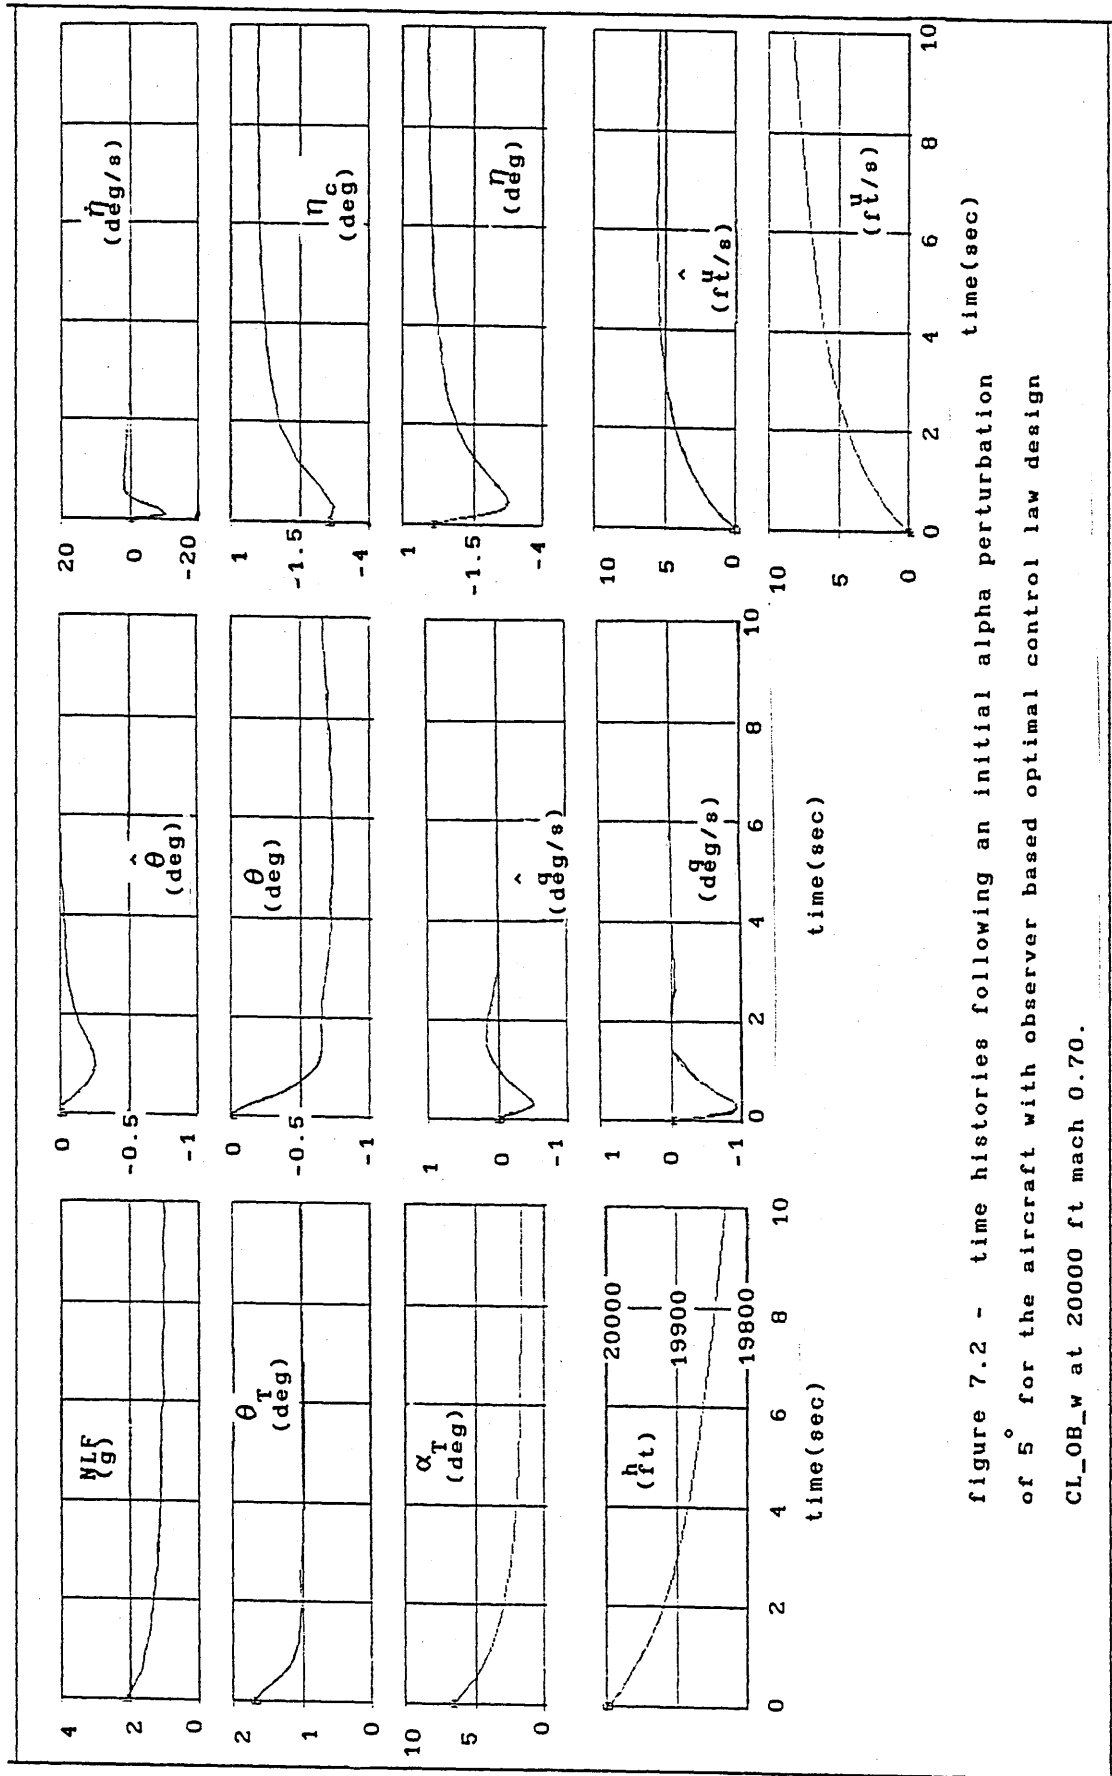 4
2
0
NLF
(g)
2
1
0
θT
(deg)
10
5
0
αT
(deg)
20000
19900
19800
h
(ft)
0 2 4 6 8 10
time(sec)
0
-0.5
-1
^
θ
(deg)
0
-0.5
-1
θ
(deg)
1
0
-1
^
q
(deg/s)
1
0
-1
q
(deg/s)
0 2 4 6 8 10
time(sec)
20
0
-20
η̇
(deg/s)
1
-1.5
-4
ηc
(deg)
1
-1.5
-4
η
(deg)
10
5
0
^
u
(ft/s)
10
5
0
u
(ft/s)
0 2 4 6 8 10
time(sec)
figure 7.2 - time histories following an initial alpha perturbation
of 5° for the aircraft with observer based optimal control law design
CL_OB_w at 20000 ft mach 0.70.